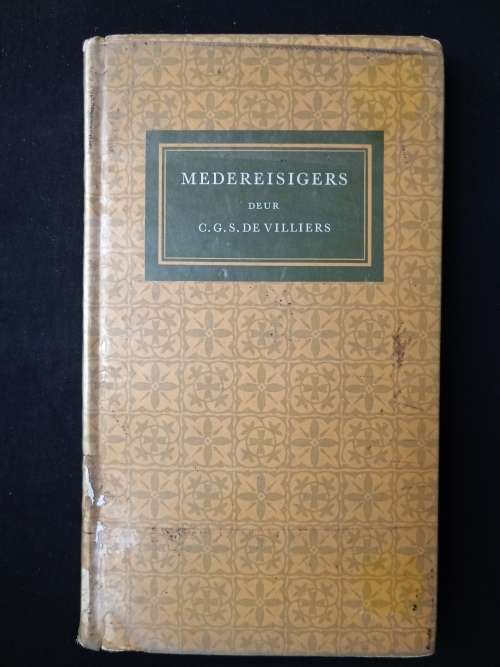 MEDEREISIGERS
DEUR
C. G. S. DE VILLIERS